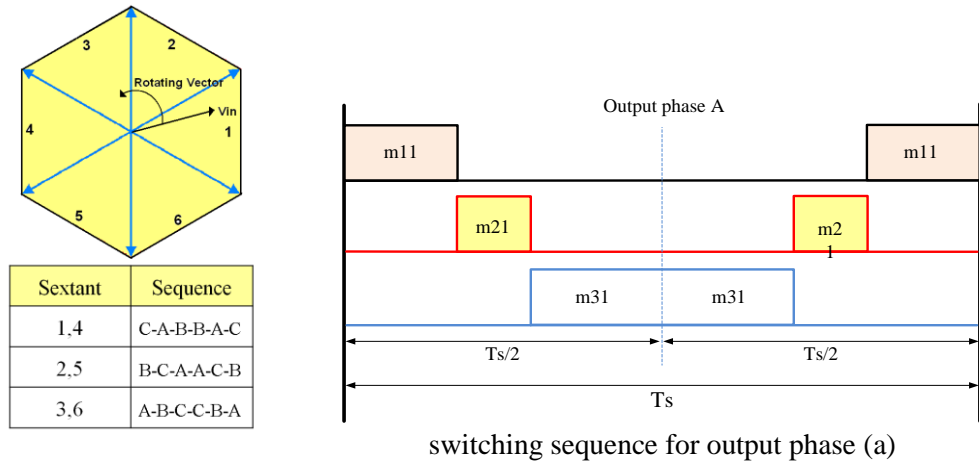 3
2
Rotating Vector
Vin
4
1
5
6
Sextant Sequence
1,4 C-A-B-B-A-C
2,5 B-C-A-A-C-B
3,6 A-B-C-C-B-A
Output phase A
m11
m11
m21
m2
1
m31
m31
Ts/2
Ts/2
Ts
switching sequence for output phase (a)